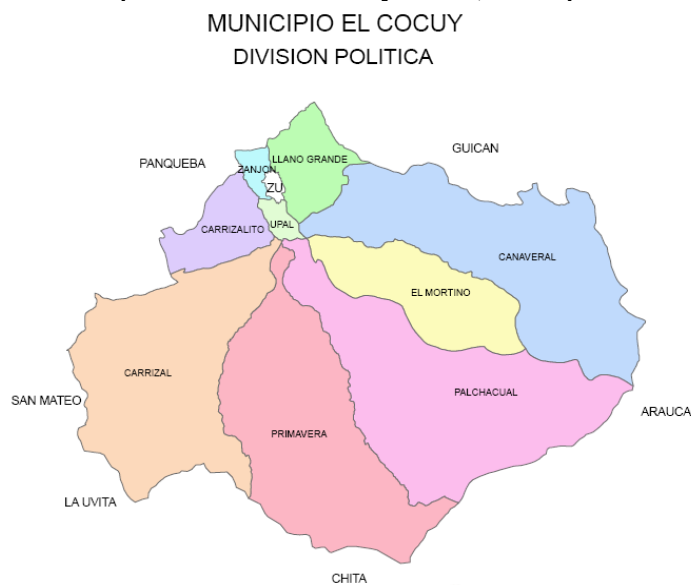 MUNICIPIO EL COCUY
DIVISION POLITICA
GUICAN
PANQUEBA
LLANO GRANDE
ZANJON
ZU
UPAL
CARRIZALITO
CANAVERAL
EL MORTINO
CARRIZAL
PALCHACUAL
SAN MATEO
ARAUCA
PRIMAVERA
LA UVITA
CHITA